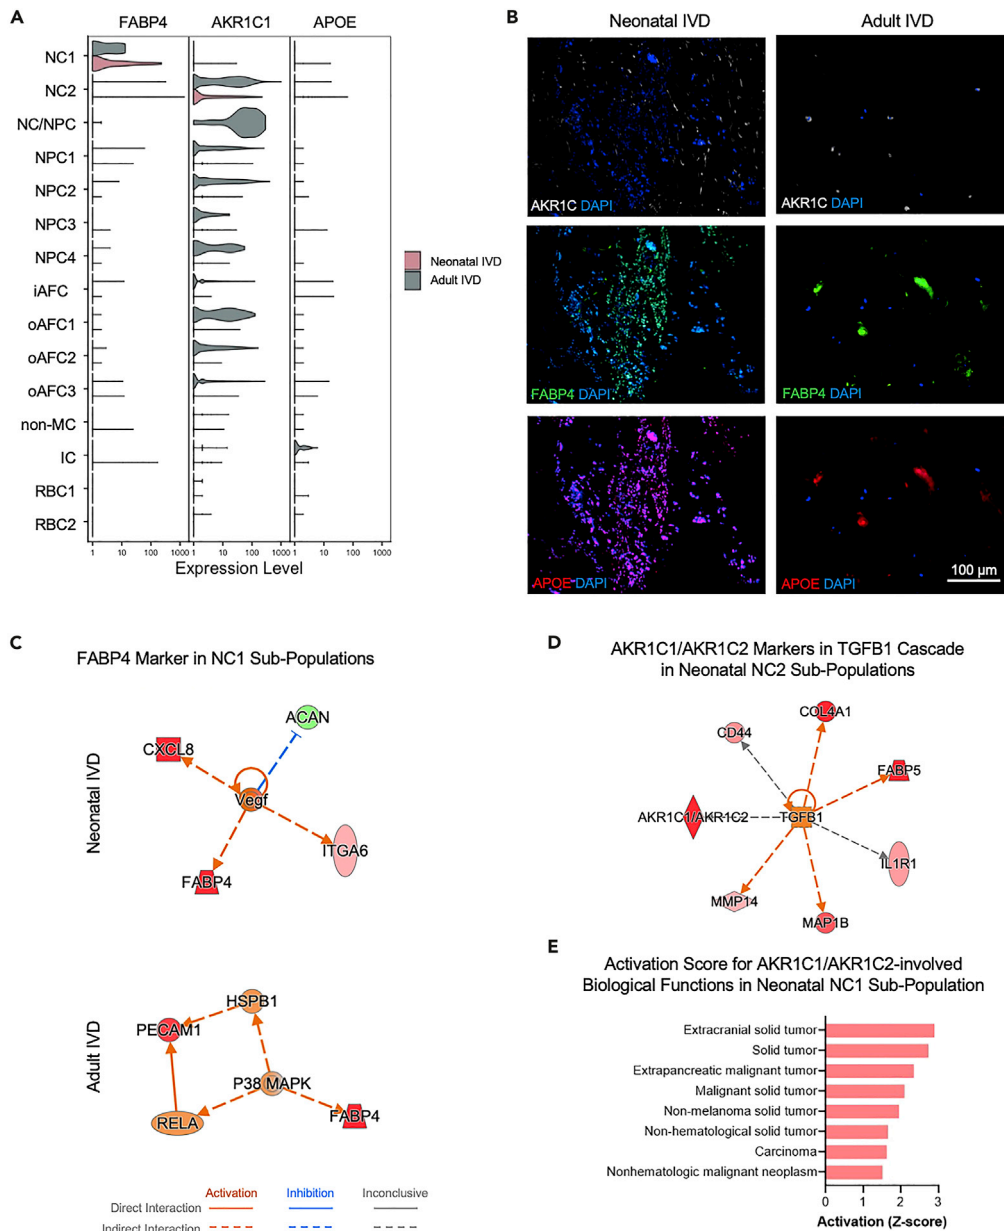 A
FABP4 AKR1C1 APOE
NC1
NC2
NC/NPC
NPC1
NPC2
NPC3
NPC4
iAFC
oAFC1
oAFC2
oAFC3
non-MC
IC
RBC1
RBC2
1 10 100 1000 1 10 100 1000 1 10 100 1000
Expression Level
Neonatal IVD
Adult IVD
B
Neonatal IVD Adult IVD
AKR1C DAPI AKR1C DAPI
FABP4 DAPI FABP4 DAPI
APOE DAPI APOE DAPI
100 μm
C
FABP4 Marker in NC1 Sub-Populations
Neonatal IVD
ACAN
CXCL8
Vegf
ITGA6
FABP4
Adult IVD
HSPB1
PECAM1
P38 MAPK
RELA
FABP4
Activation Inhibition Inconclusive
Direct Interaction
Indirect Interaction
D
AKR1C1/AKR1C2 Markers in TGFB1 Cascade
in Neonatal NC2 Sub-Populations
COL4A1
CD44
FABP5
AKR1C1/AKR1C2
TGFB1
IL1R1
MMP14
MAP1B
E
Activation Score for AKR1C1/AKR1C2-involved
Biological Functions in Neonatal NC1 Sub-Population
Extracranial solid tumor
Solid tumor
Extrapancreatic malignant tumor
Malignant solid tumor
Non-melanoma solid tumor
Non-hematological solid tumor
Carcinoma
Nonhematologic malignant neoplasm
0 1 2 3
Activation (Z-score)